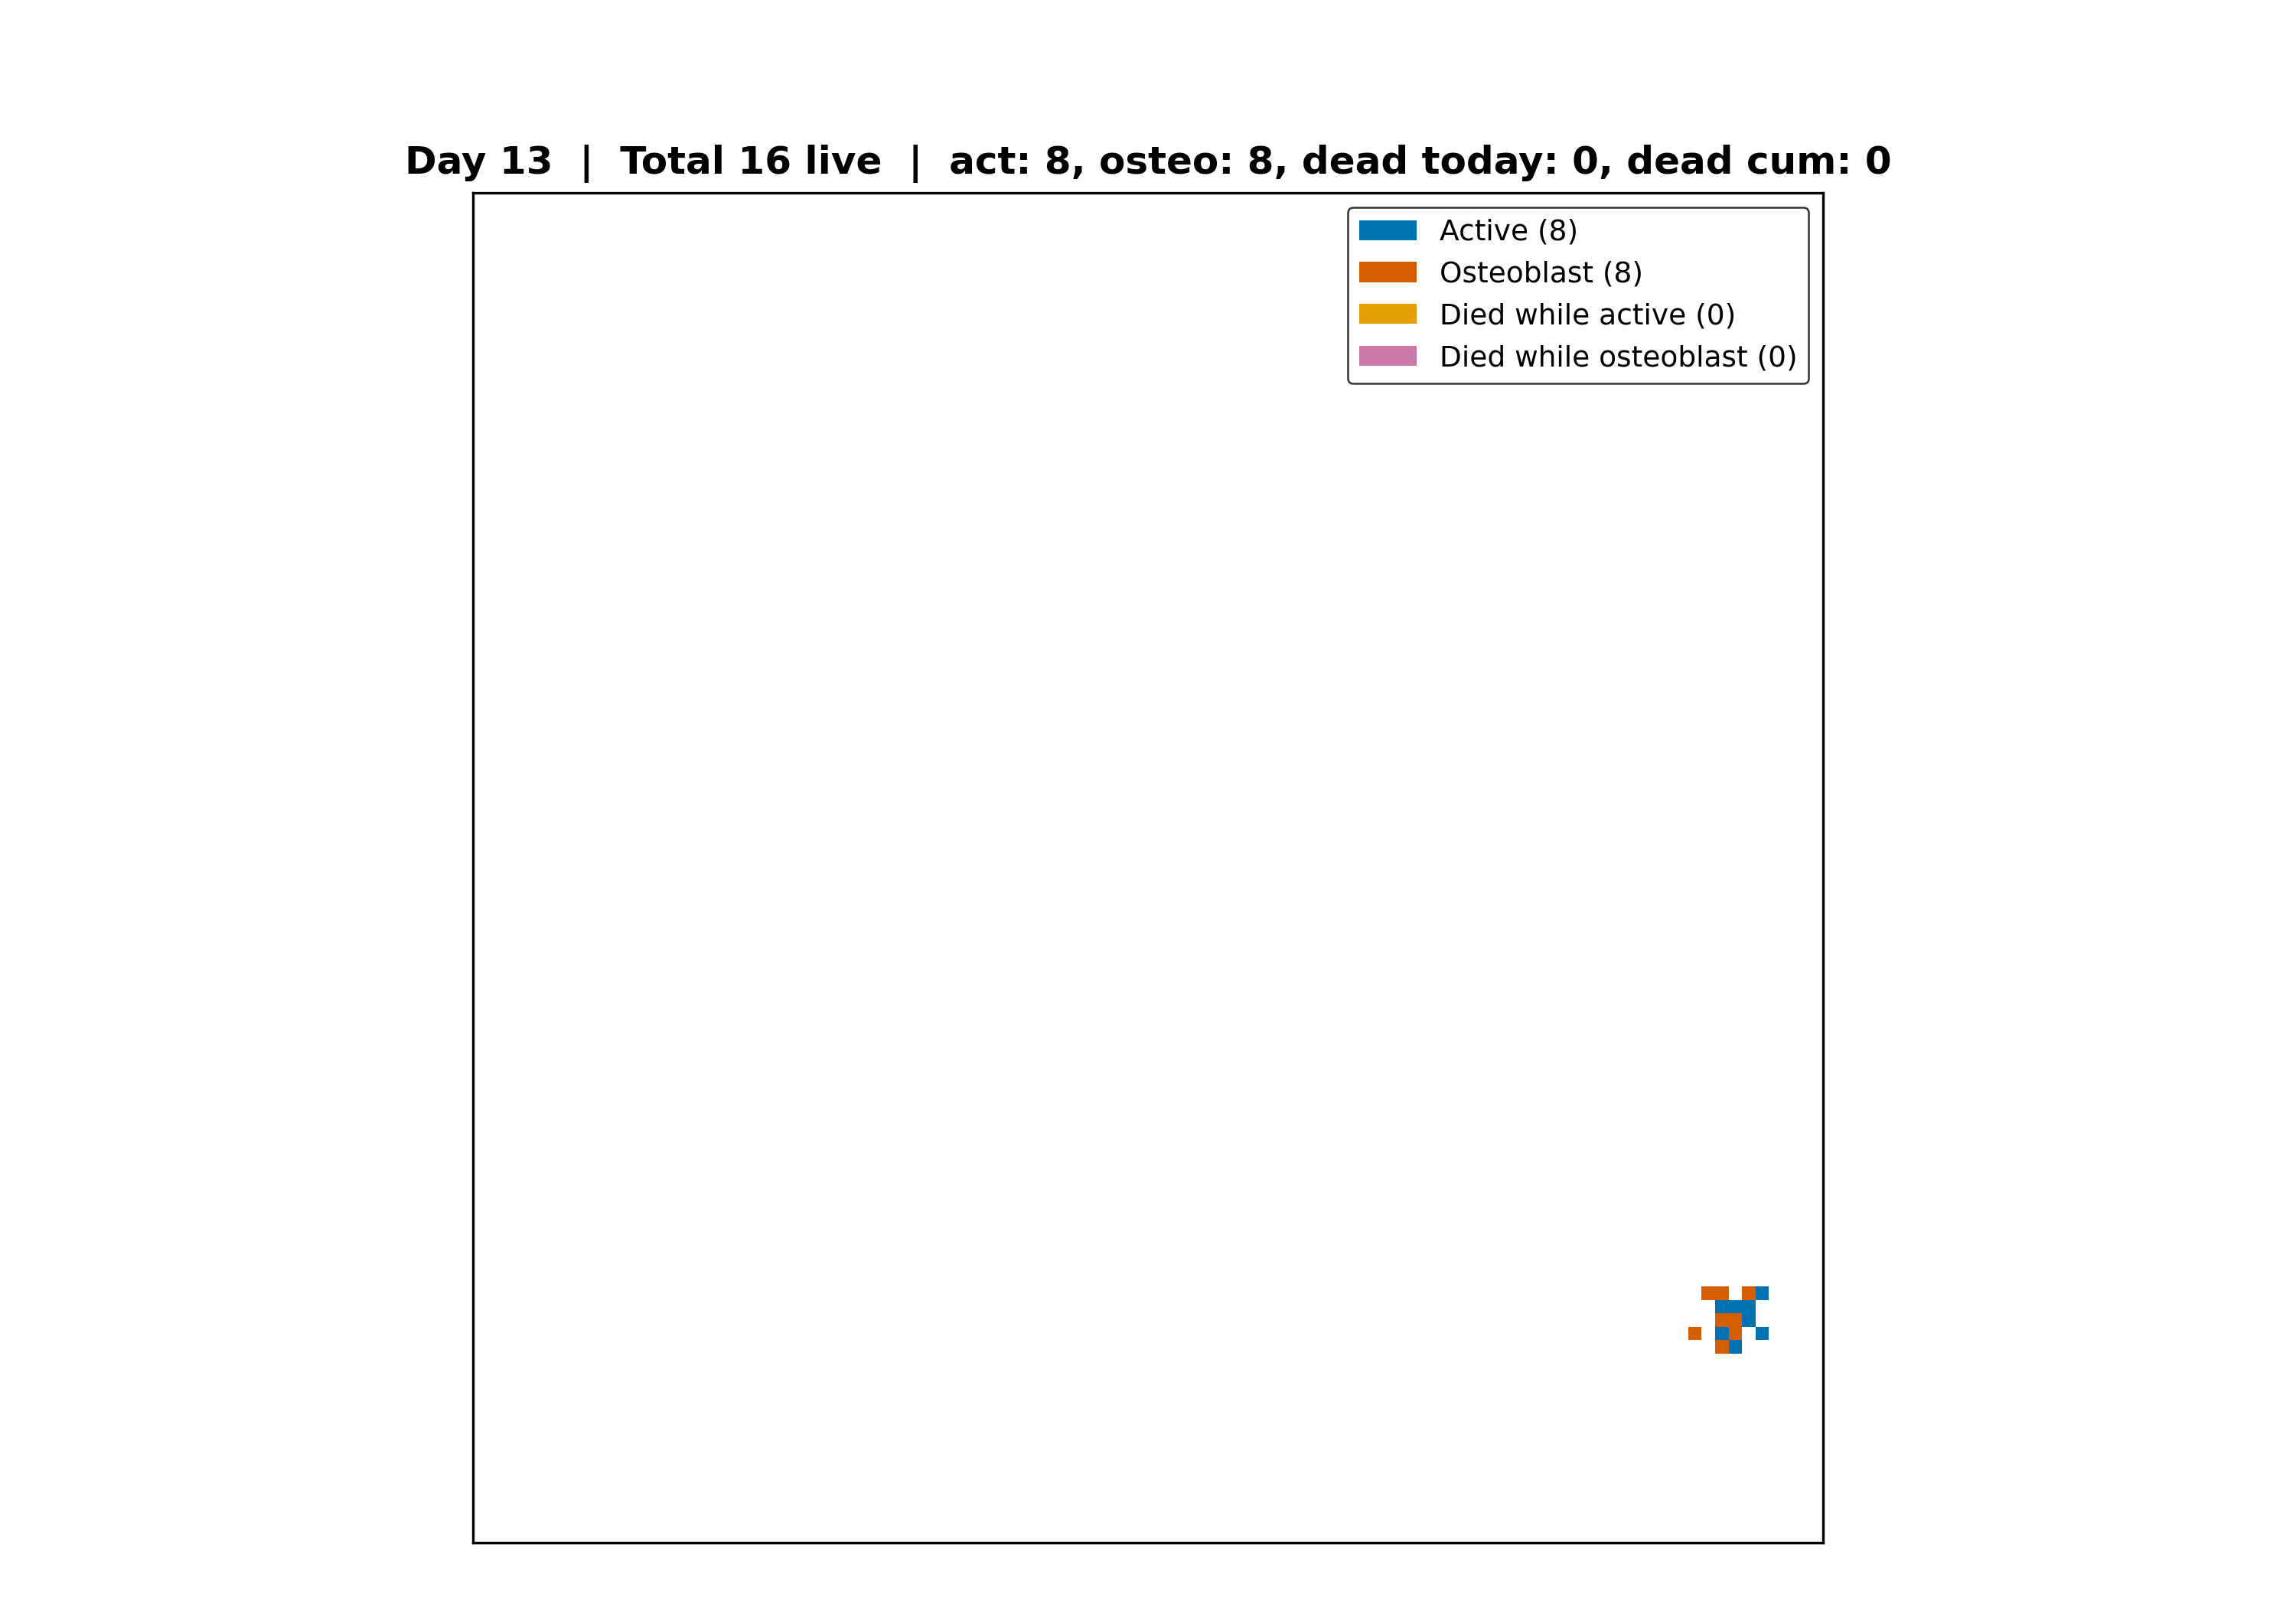 Day 13 | Total 16 live | act: 8, osteo: 8, dead today: 0, dead cum: 0
Active (8)
Osteoblast (8)
Died while active (0)
Died while osteoblast (0)